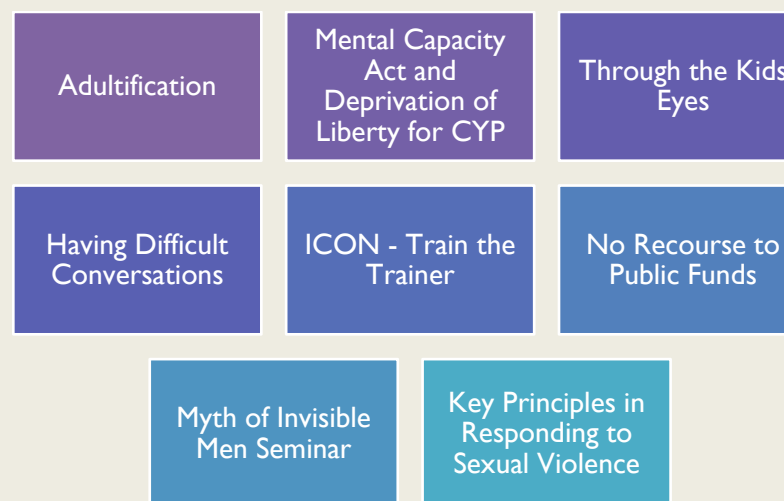 Adultification
Mental Capacity
Act and
Deprivation of
Liberty for CYP
Through the Kids
Eyes
Having Difficult
Conversations
ICON - Train the
Trainer
No Recourse to
Public Funds
Myth of Invisible
Men Seminar
Key Principles in
Responding to
Sexual Violence